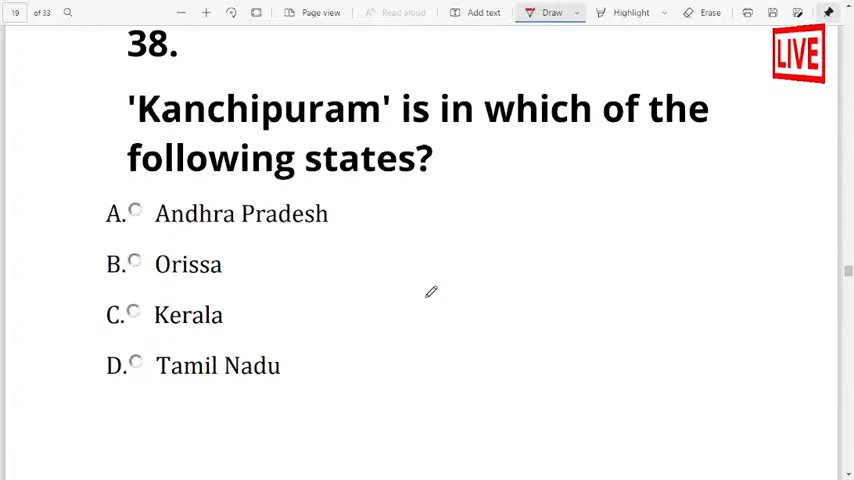 19 of 33 Page view Read aloud Add text Draw Highlight Erase
38.
LIVE
'Kanchipuram' is in which of the
following states?
A. Andhra Pradesh
B. Orissa
C. Kerala
D. Tamil Nadu